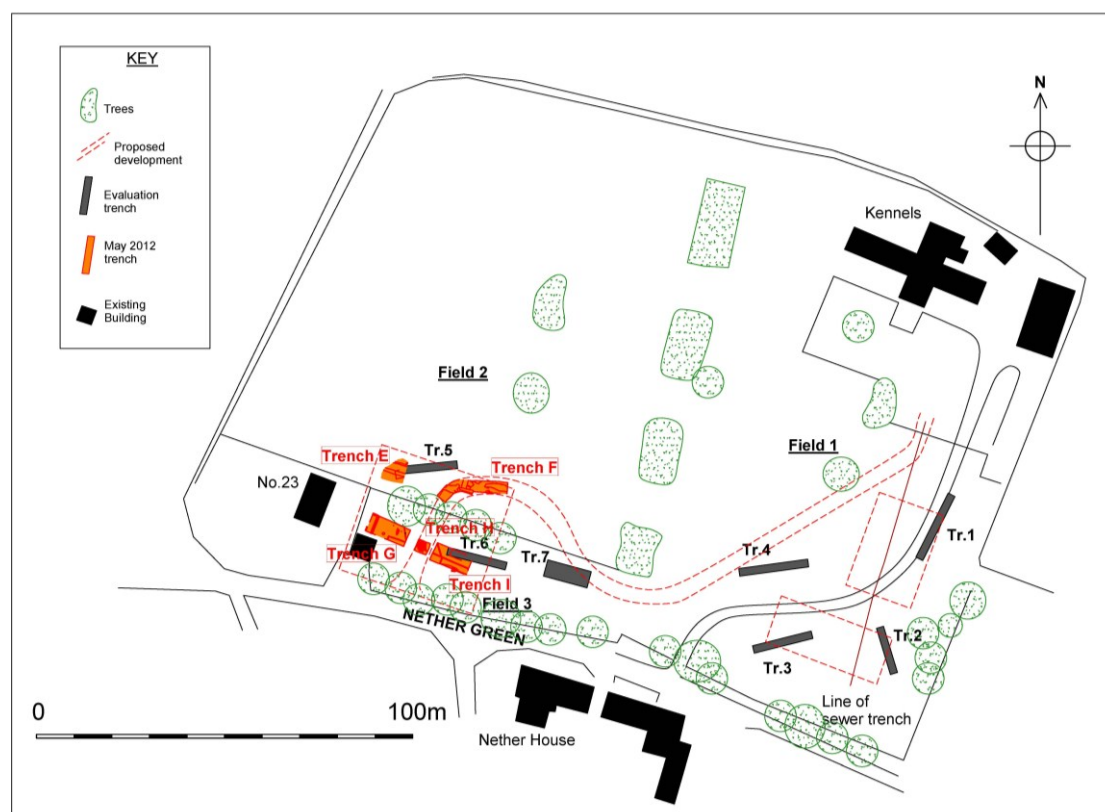 KEY
Trees
Proposed
development
Evaluation
trench
May 2012
trench
Existing
Building
N
Kennels
Field 2
Field 1
Trench E
Tr.5
Trench F
No.23
Trench H
Tr.6
Trench G
Tr.7
Trench I
Tr.4
Tr.1
Field 3
NETHER GREEN
Tr.3
Tr.2
Line of
sewer trench
0
100m
Nether House